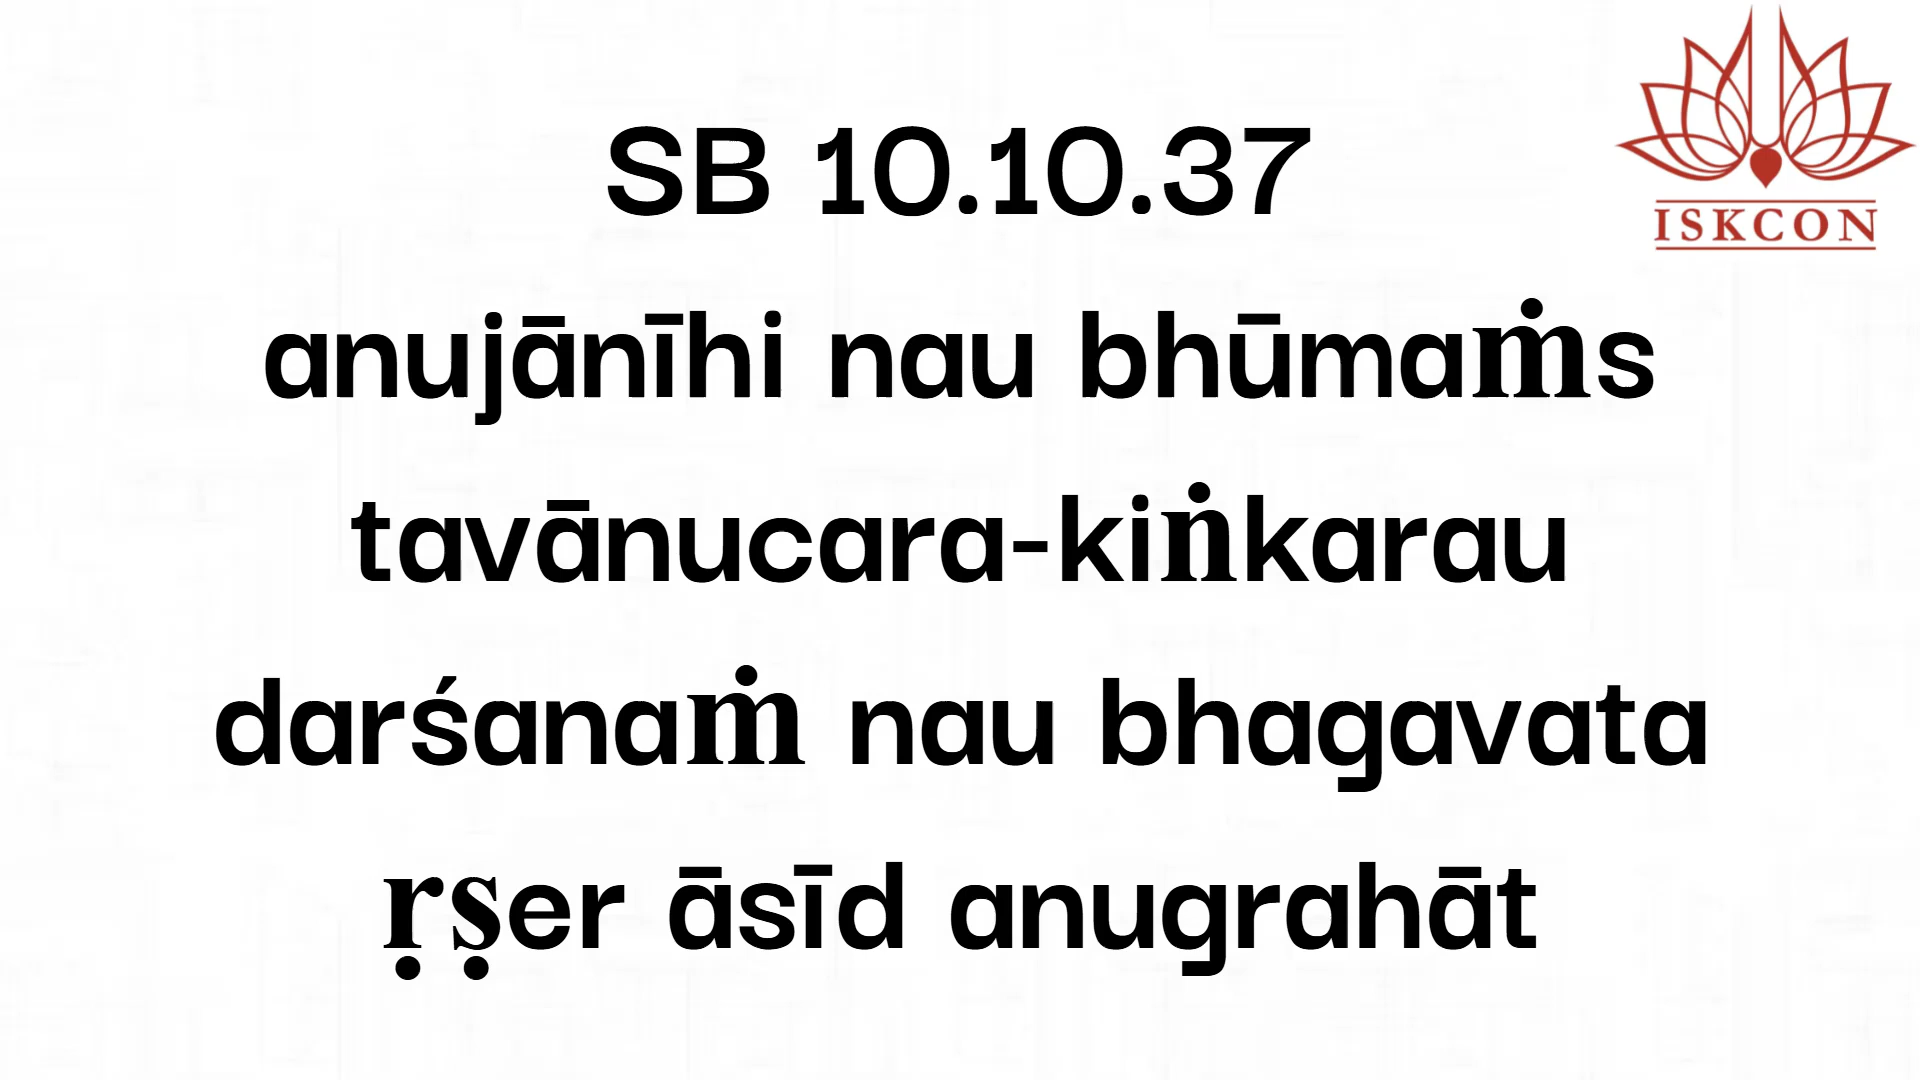 SB 10.10.37
ISKCON
anujānīhi nau bhūmaṁs
tavānucara-kiṅkarau
darśanaṁ nau bhagavata
ṛṣer āsīd anugrahāt